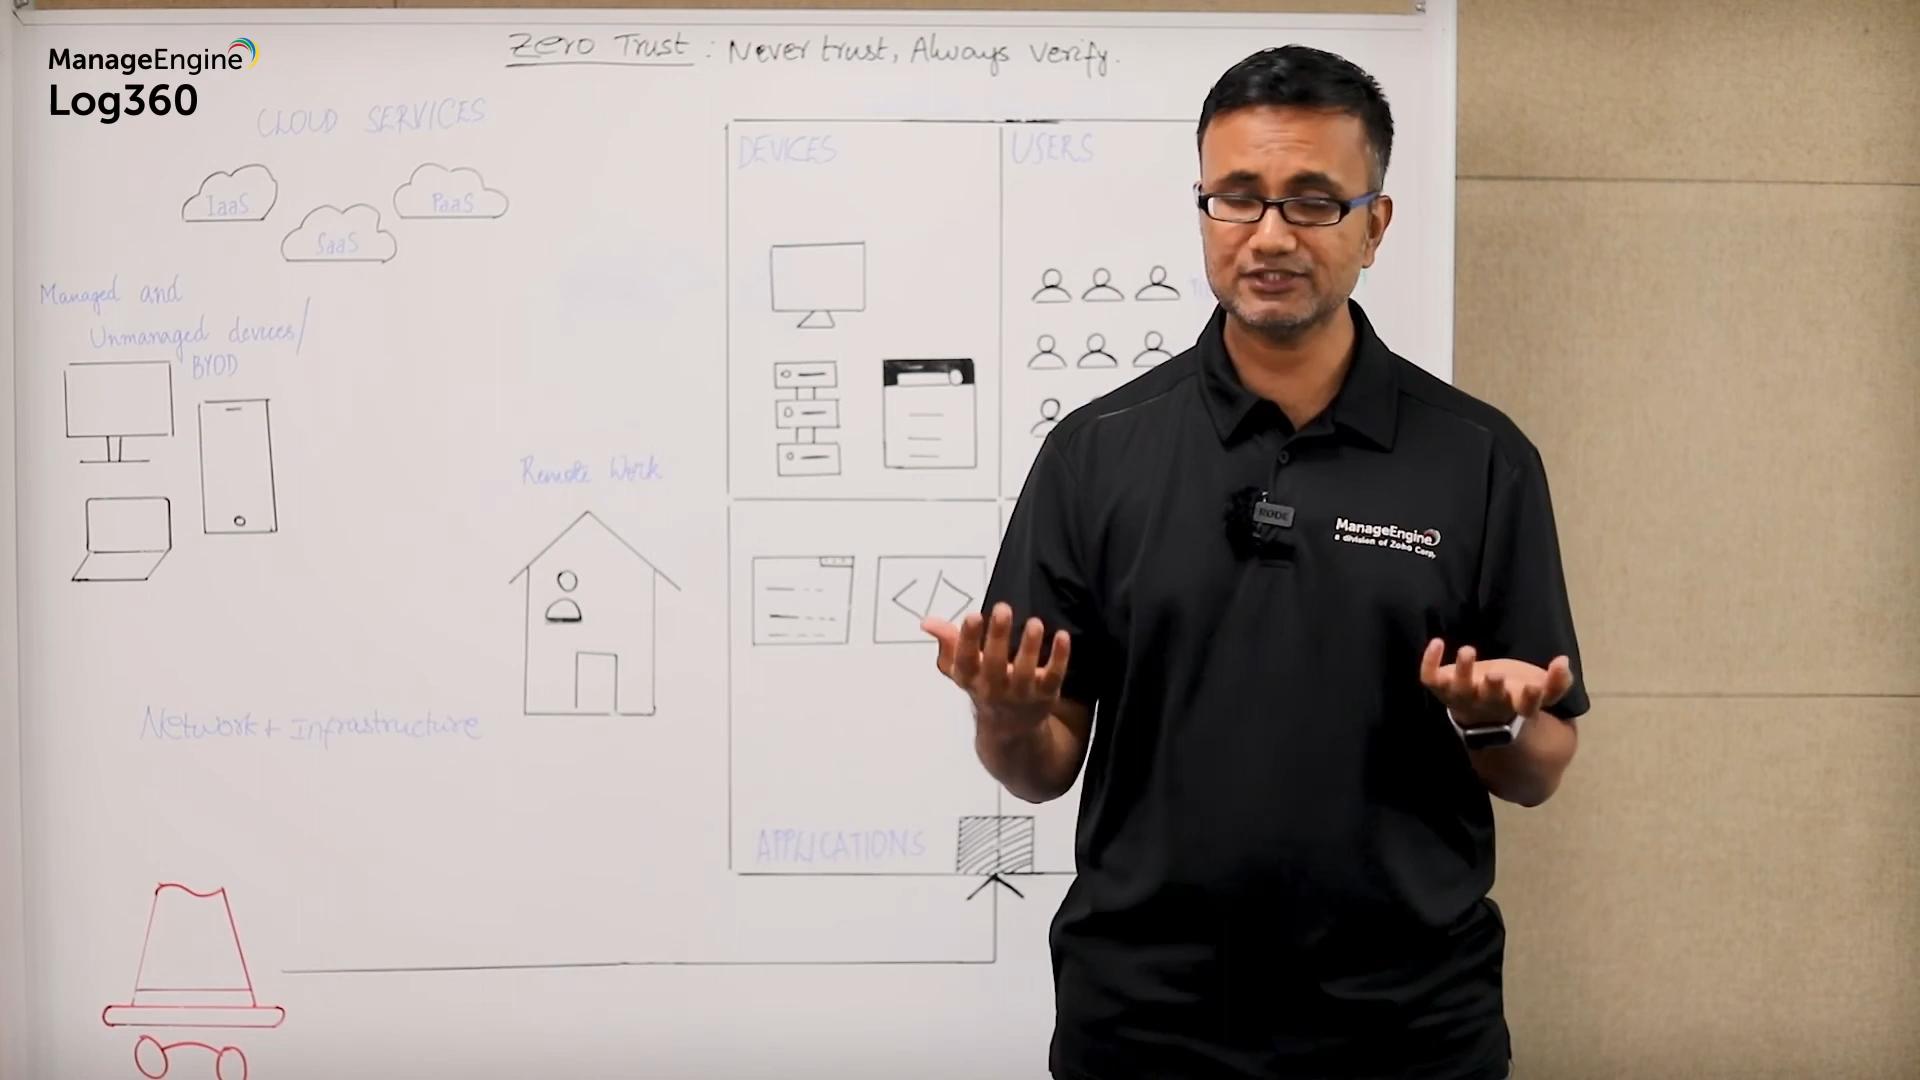 ManageEngine
Log360
Zero Trust : Never trust, Always Verify.
CLOUD SERVICES
IaaS
PaaS
SaaS
Managed and
Unmanaged devices/
BYOD
DEVICES
USERS
Remote Work
Network + Infrastructure
APPLICATIONS
</>
RODE
ManageEngine
a division of Zoho Corp.